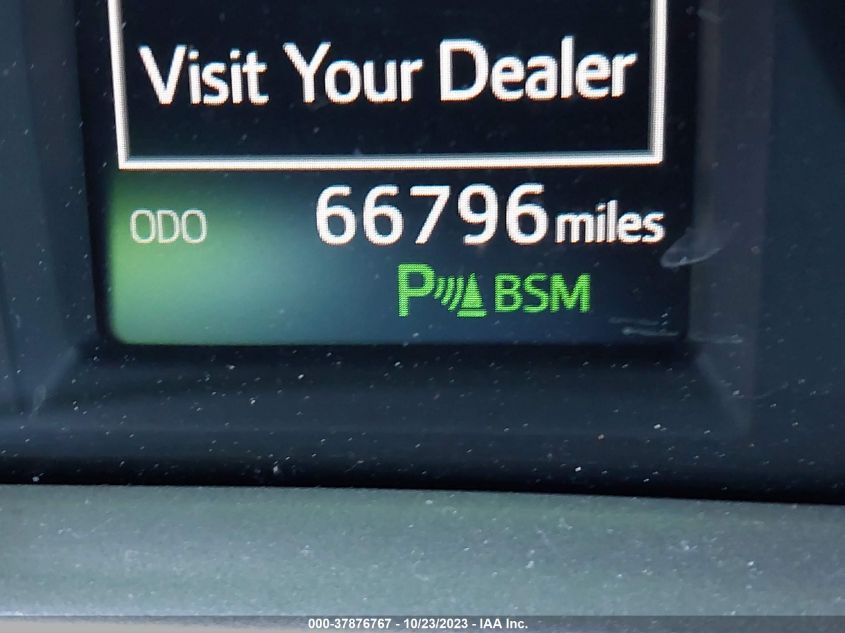 Visit Your Dealer
ODO 66796 miles
P BSM
000-37876767 - 10/23/2023 - IAA Inc.